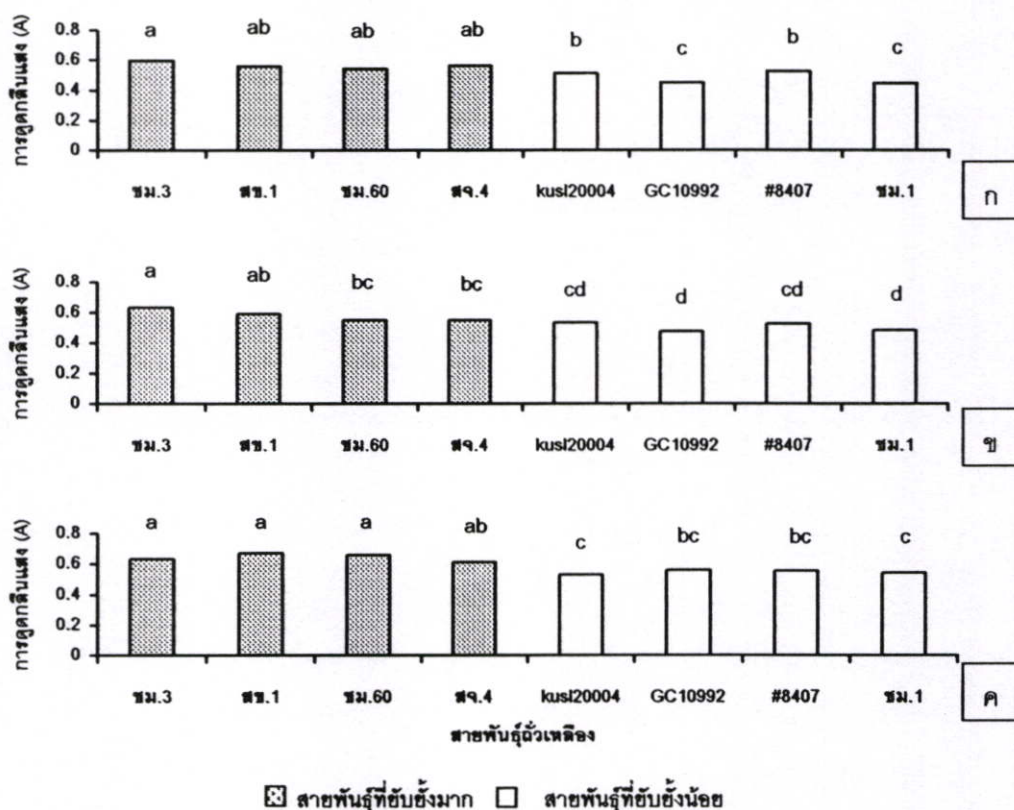 a ab ab ab b c b c
การดูดกลืนแสง (A)
0.8
0.6
0.4
0.2
0
ชม.3 สข.1 ชม.60 สจ.4 kusl20004 GC10992 #8407 ชม.1
ก
a ab bc bc cd d cd d
การดูดกลืนแสง (A)
0.8
0.6
0.4
0.2
0
ชม.3 สข.1 ชม.60 สจ.4 kusl20004 GC10992 #8407 ชม.1
ข
a a a ab c bc bc c
การดูดกลืนแสง (A)
0.8
0.6
0.4
0.2
0
ชม.3 สข.1 ชม.60 สจ.4 kusl20004 GC10992 #8407 ชม.1
ค
สายพันธุ์ถั่วเหลือง
สายพันธุ์ที่ยับยั้งมาก สายพันธุ์ที่ยับยั้งน้อย